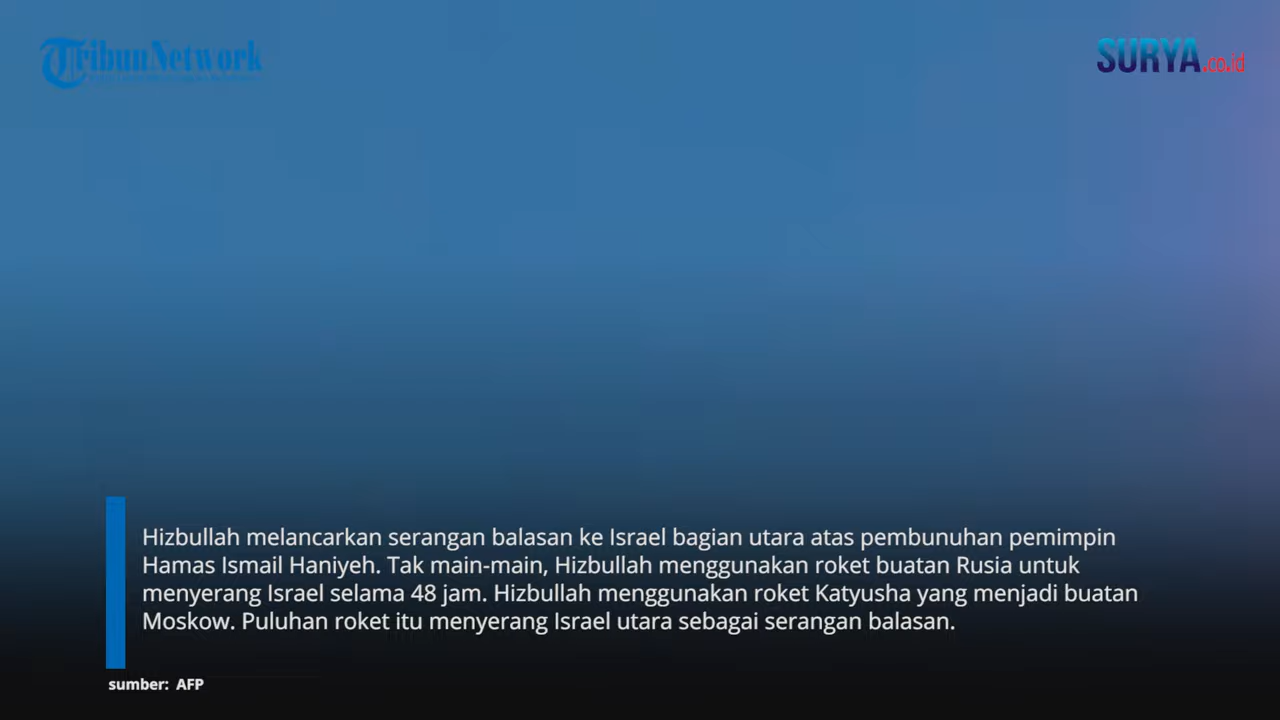 TribunNetwork
SURYA.co.id
Hizbullah melancarkan serangan balasan ke Israel bagian utara atas pembunuhan pemimpin
Hamas Ismail Haniyeh. Tak main-main, Hizbullah menggunakan roket buatan Rusia untuk
menyerang Israel selama 48 jam. Hizbullah menggunakan roket Katyusha yang menjadi buatan
Moskow. Puluhan roket itu menyerang Israel utara sebagai serangan balasan.
sumber: AFP